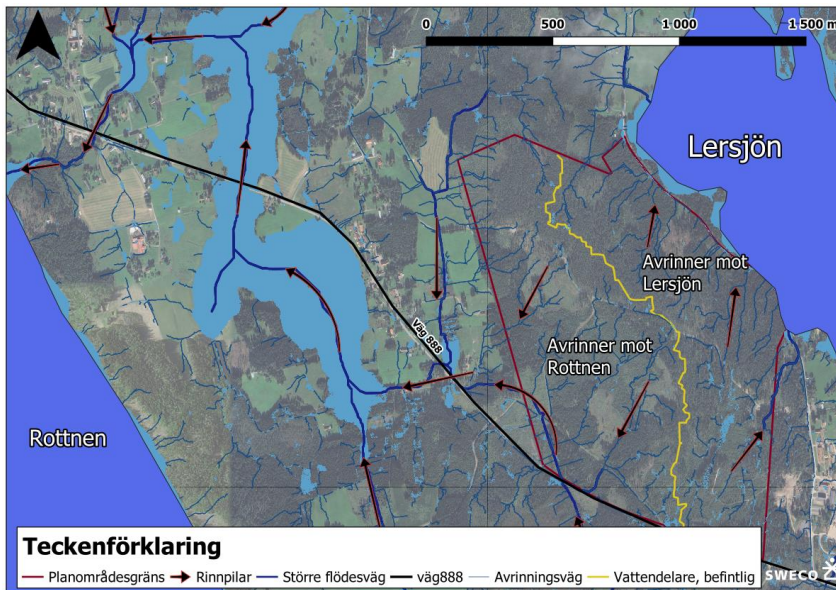 0
500
1 000
1 500 m
Lersjön
Avrinner mot
Lersjön
Avrinner mot
Rottnen
Väg 888
Rottnen
Teckenförklaring
Planområdesgräns
Rinnpilar
Större flödesväg
väg888
Avrinningsväg
Vattendelare, befintlig
SWECO